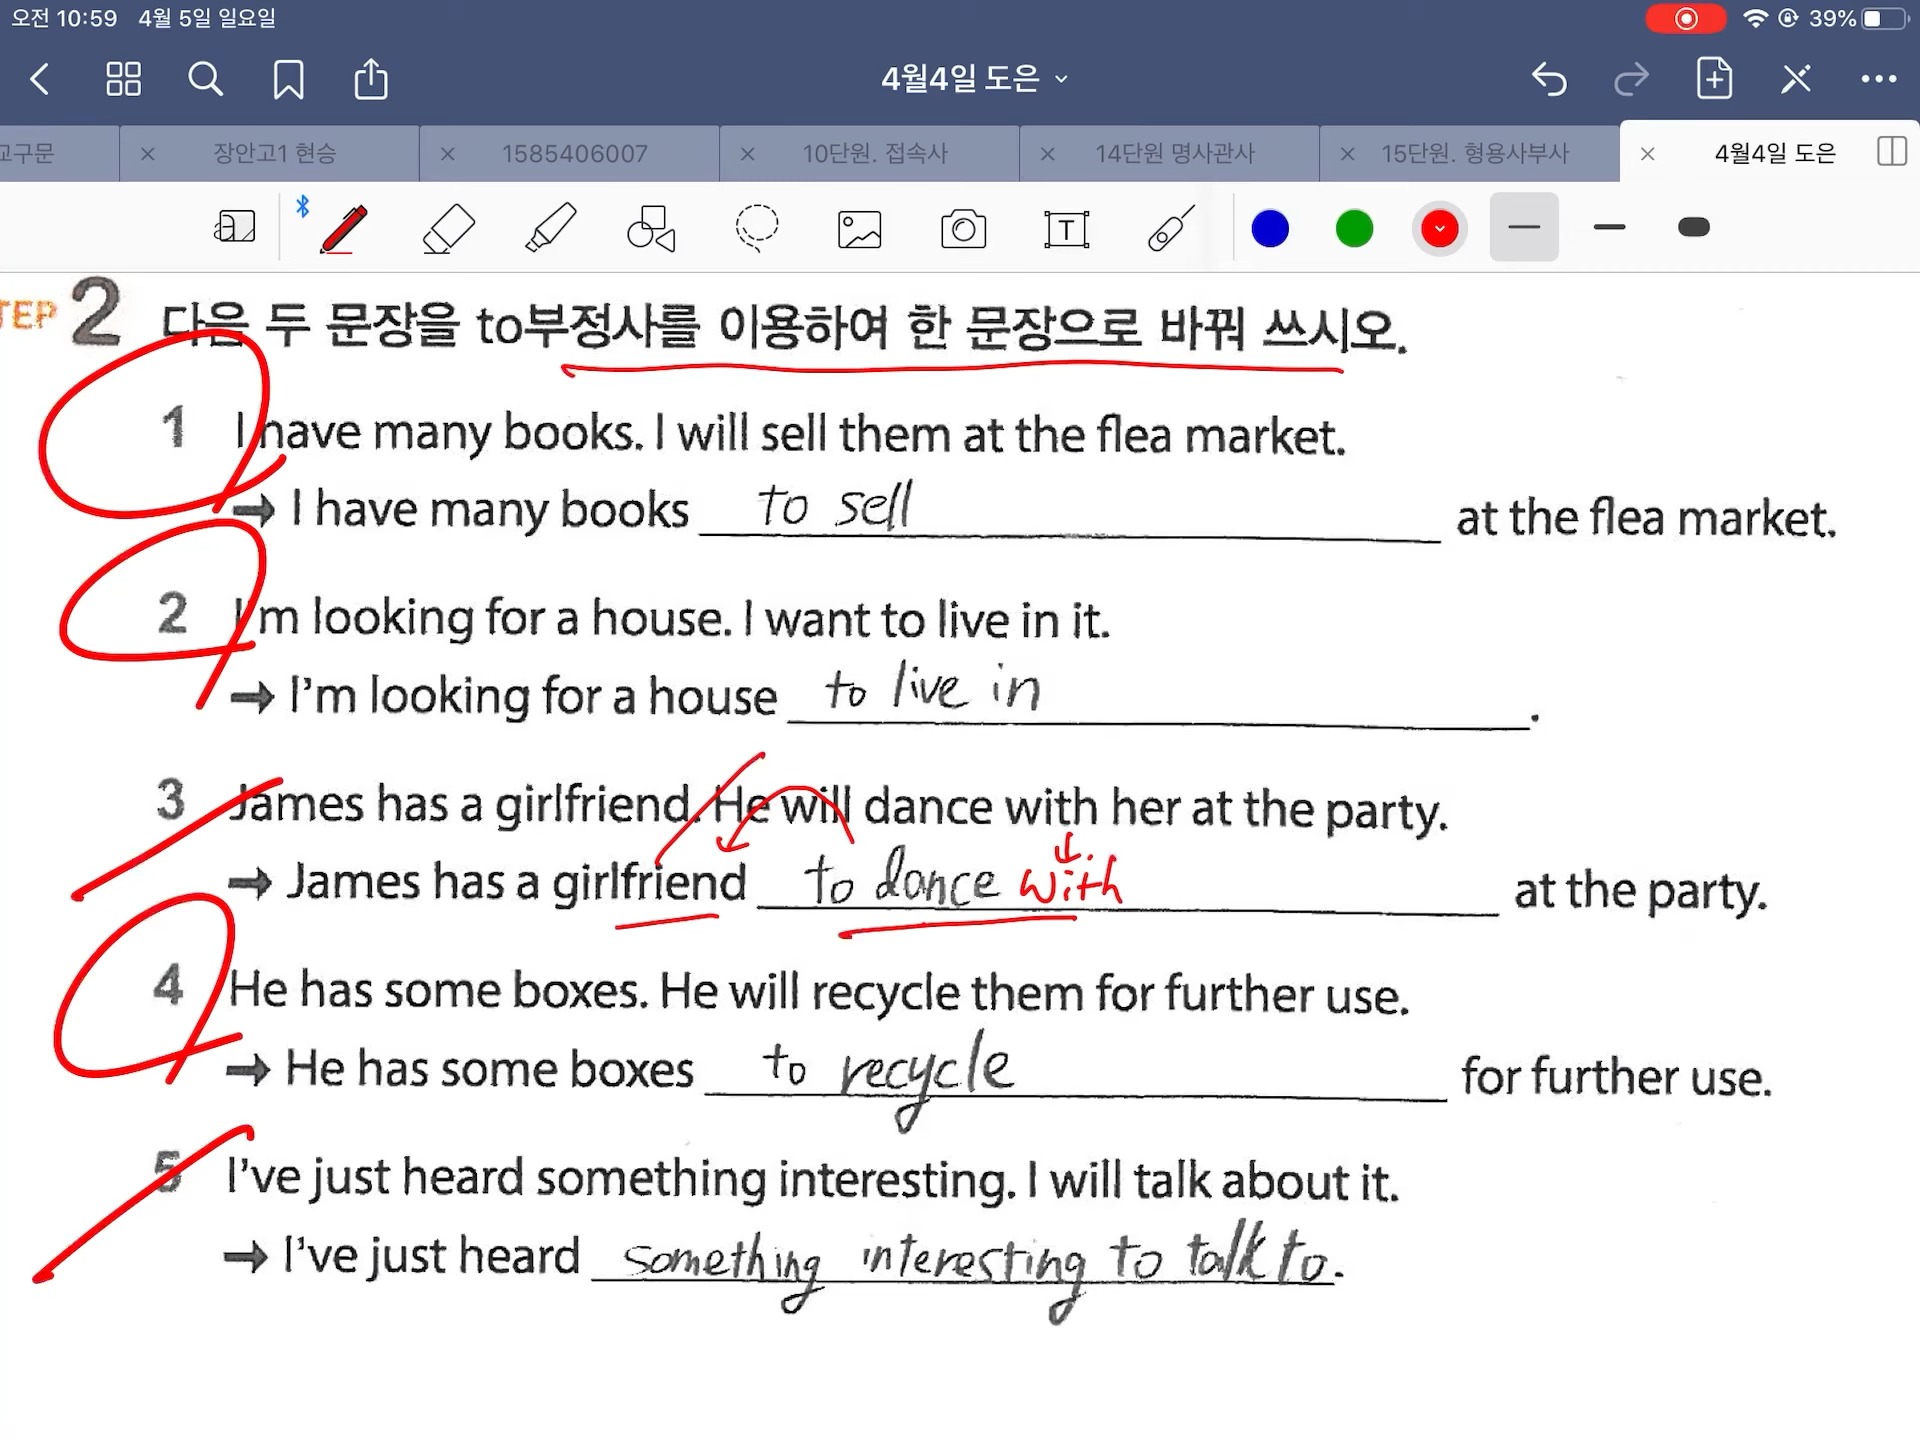 오전 10:59 4월 5일 일요일 39%
4월4일 도은
교구문 × 장안고1 현승 × 1585406007 × 10단원. 접속사 × 14단원 명사관사 × 15단원. 형용사부사 × 4월4일 도은
T
TEP 2 다음 두 문장을 to부정사를 이용하여 한 문장으로 바꿔 쓰시오.
1 I have many books. I will sell them at the flea market.
➡ I have many books to sell at the flea market.
2 I'm looking for a house. I want to live in it.
➡ I'm looking for a house to live in.
3 James has a girlfriend. He will dance with her at the party.
➡ James has a girlfriend to dance with at the party.
4 He has some boxes. He will recycle them for further use.
➡ He has some boxes to recycle for further use.
5 I've just heard something interesting. I will talk about it.
➡ I've just heard something interesting to talk to.